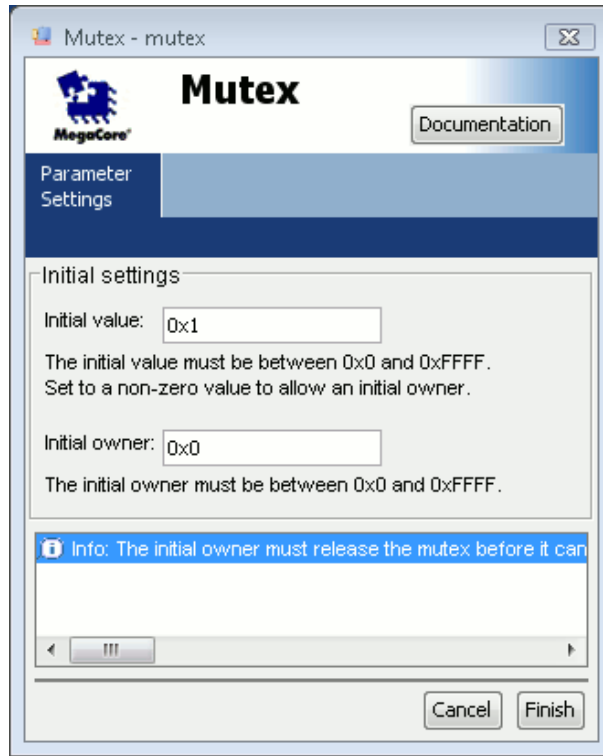 Mutex - mutex
MegaCore®
Mutex
Documentation
Parameter
Settings
Initial settings
Initial value: 0x1
The initial value must be between 0x0 and 0xFFFF.
Set to a non-zero value to allow an initial owner.
Initial owner: 0x0
The initial owner must be between 0x0 and 0xFFFF.
Info: The initial owner must release the mutex before it can
Cancel Finish